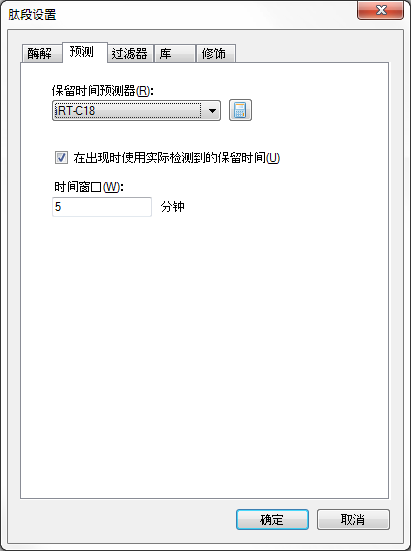 肽段设置
酶解 预测 过滤器 库 修饰
保留时间预测器(R):
iRT-C18
在出现时使用实际检测到的保留时间(U)
时间窗口(W):
5 分钟
确定 取消